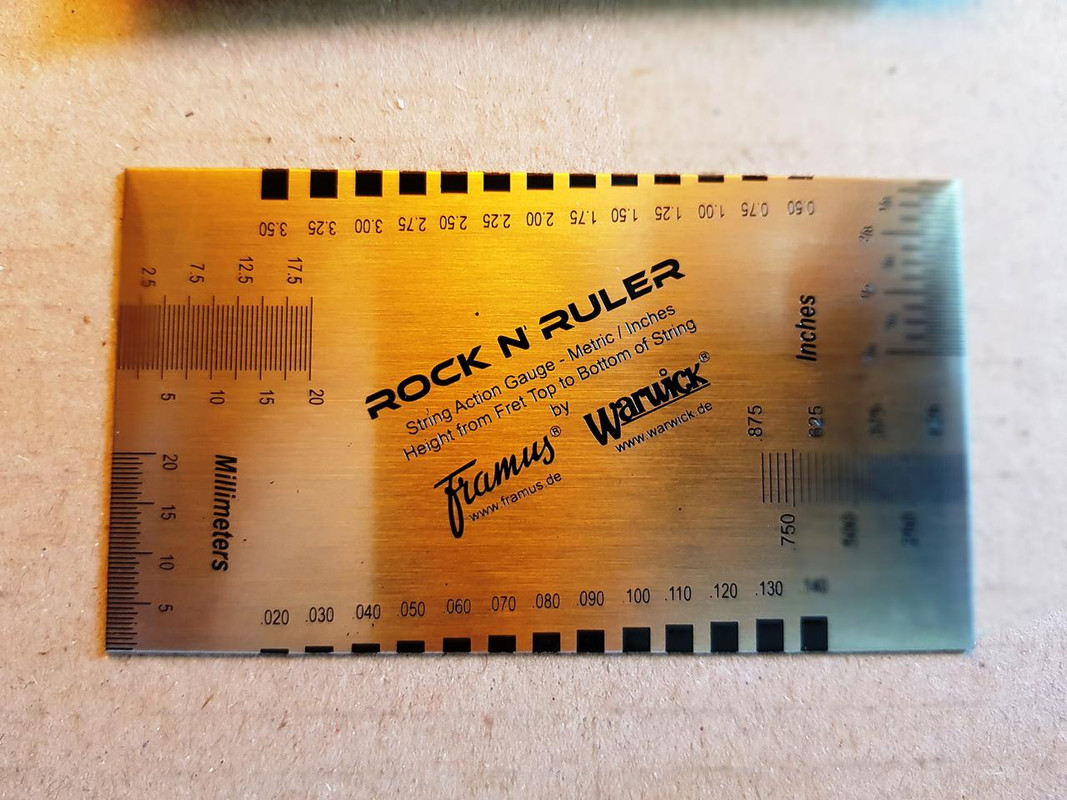 3.50 3.25 3.00 2.75 2.50 2.25 2.00 1.75 1.50 1.25 1.00 0.75 0.50
2.5 7.5 12.5 17.5
5 10 15 20
ROCK N' RULER
String Action Gauge - Metric / Inches
Height from Fret Top to Bottom of String
by
Framus®
www.framus.de
Warwick®
www.warwick.de
Inches
.875 .625
.750
20 15 10 5
Millimeters
.020 .030 .040 .050 .060 .070 .080 .090 .100 .110 .120 .130 .140